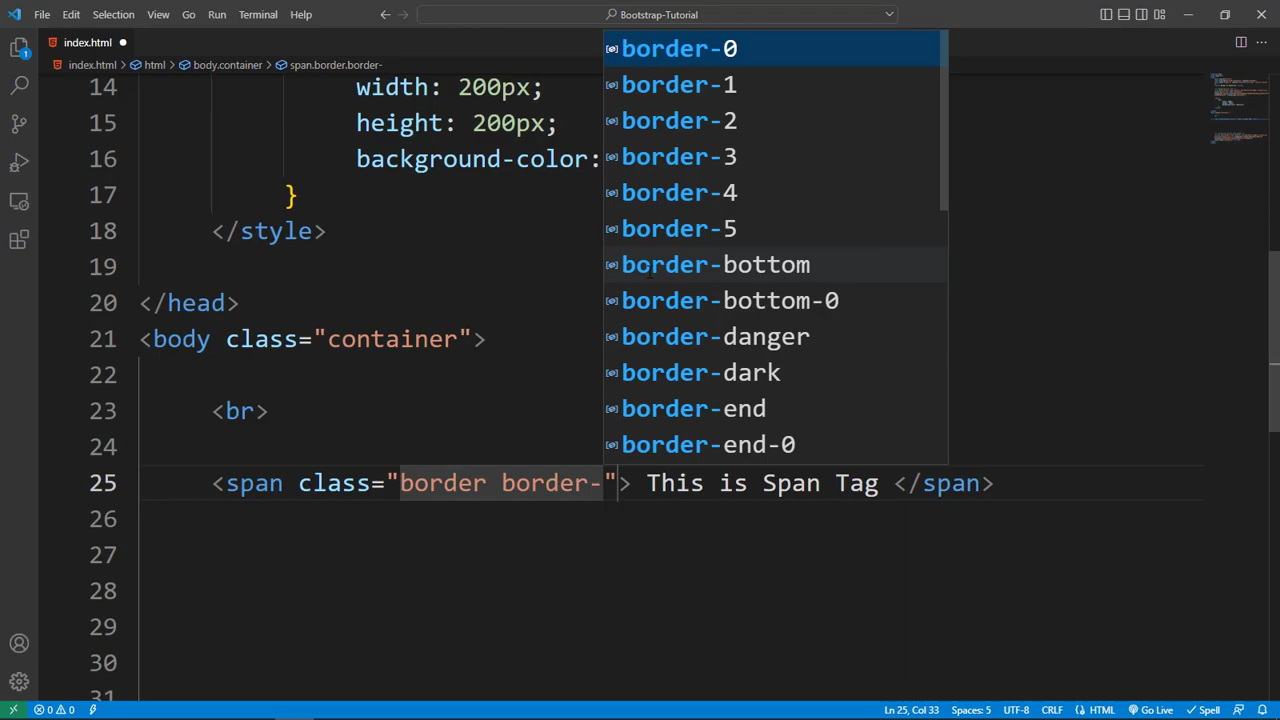 File Edit Selection View Go Run Terminal Help
Bootstrap-Tutorial
index.html
index.html > html > body.container > span.border.border-
14 width: 200px;
15 height: 200px;
16 background-color:
17 }
18 </style>
19
20 </head>
21 <body class="container">
22
23 <br>
24
25 <span class="border border-"> This is Span Tag </span>
26
27
28
29
30
31
border-0
border-1
border-2
border-3
border-4
border-5
border-bottom
border-bottom-0
border-danger
border-dark
border-end
border-end-0
1
0 0 Ln 25, Col 33 Spaces: 5 UTF-8 CRLF HTML Go Live Spell